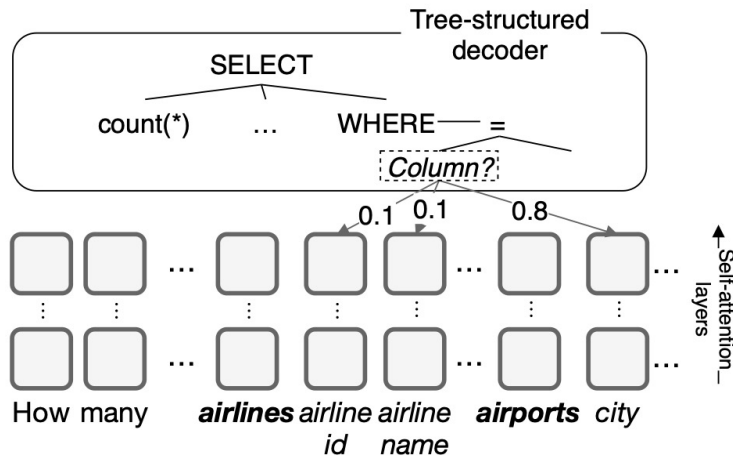 Tree-structured
decoder
SELECT
count(*) ... WHERE =
Column?
0.1 0.1 0.8
... ... ...
Self-attention
layers
... ... ...
How many airlines airline airline airports city
id name